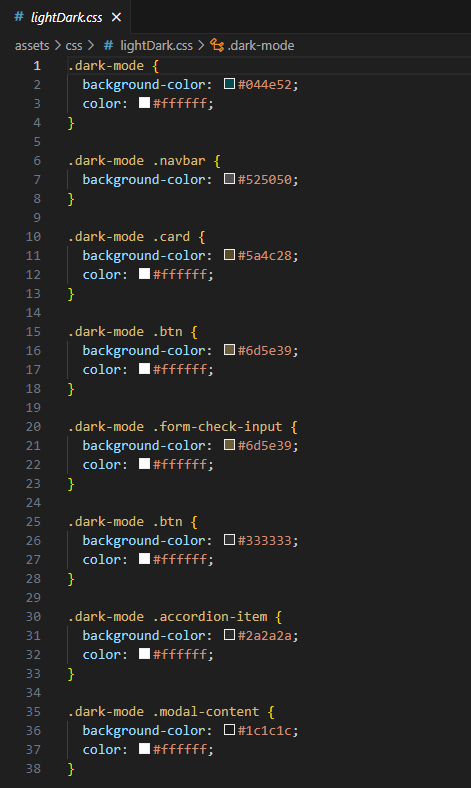 # lightDark.css ×
assets > css > # lightDark.css > .dark-mode
1 .dark-mode {
2 background-color: #044e52;
3 color: #ffffff;
4 }
5
6 .dark-mode .navbar {
7 background-color: #525050;
8 }
9
10 .dark-mode .card {
11 background-color: #5a4c28;
12 color: #ffffff;
13 }
14
15 .dark-mode .btn {
16 background-color: #6d5e39;
17 color: #ffffff;
18 }
19
20 .dark-mode .form-check-input {
21 background-color: #6d5e39;
22 color: #ffffff;
23 }
24
25 .dark-mode .btn {
26 background-color: #333333;
27 color: #ffffff;
28 }
29
30 .dark-mode .accordion-item {
31 background-color: #2a2a2a;
32 color: #ffffff;
33 }
34
35 .dark-mode .modal-content {
36 background-color: #1c1c1c;
37 color: #ffffff;
38 }